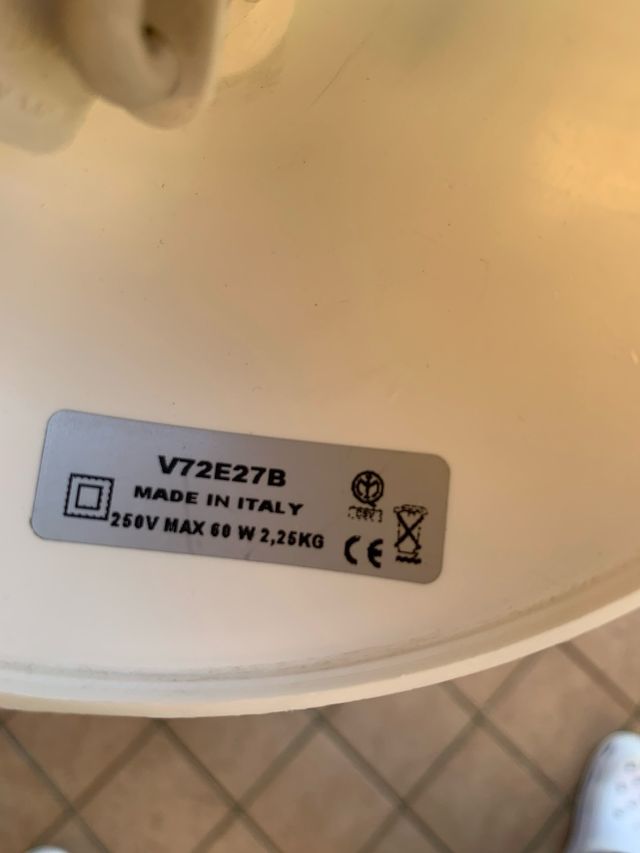 V72E27B
MADE IN ITALY
250V MAX 60 W 2,25KG
CE